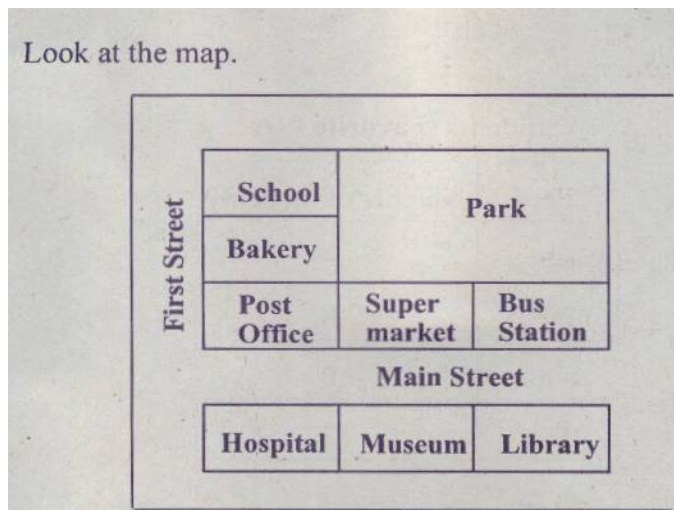 Look at the map.
First Street
School
Park
Bakery
Post
Office
Super
market
Bus
Station
Main Street
Hospital
Museum
Library